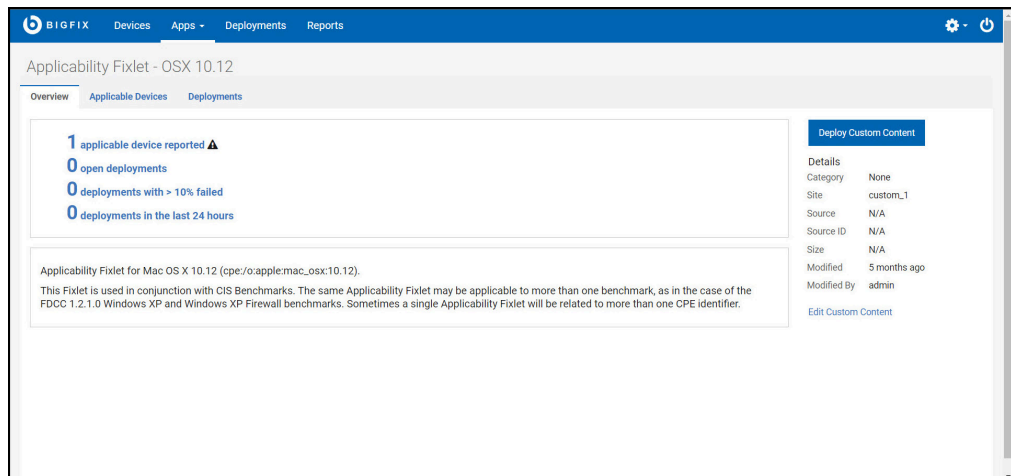 BIGFIX Devices Apps Deployments Reports
Applicability Fixlet - OSX 10.12
Overview Applicable Devices Deployments
1 applicable device reported
0 open deployments
0 deployments with > 10% failed
0 deployments in the last 24 hours
Applicability Fixlet for Mac OS X 10.12 (cpe:/o:apple:mac_osx:10.12).
This Fixlet is used in conjunction with CIS Benchmarks. The same Applicability Fixlet may be applicable to more than one benchmark, as in the case of the
FDCC 1.2.1.0 Windows XP and Windows XP Firewall benchmarks. Sometimes a single Applicability Fixlet will be related to more than one CPE identifier.
Deploy Custom Content
Details
Category None
Site custom_1
Source N/A
Source ID N/A
Size N/A
Modified 5 months ago
Modified By admin
Edit Custom Content